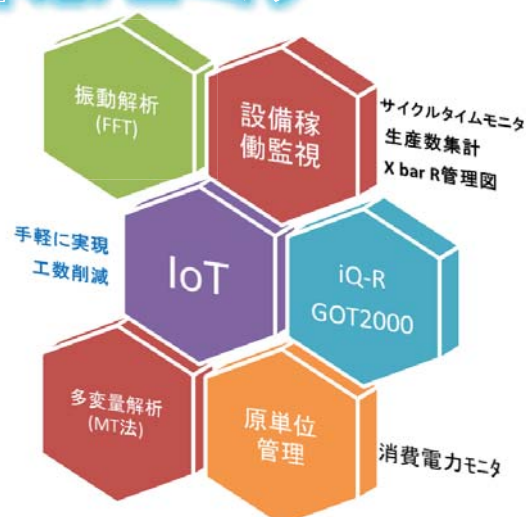 振動解析
(FFT)
設備稼
働監視
サイクルタイムモニタ
生産数集計
X bar R管理図
手軽に実現
工数削減
IoT
iQ-R
GOT2000
多変量解析
(MT法)
原単位
管理
消費電力モニタ